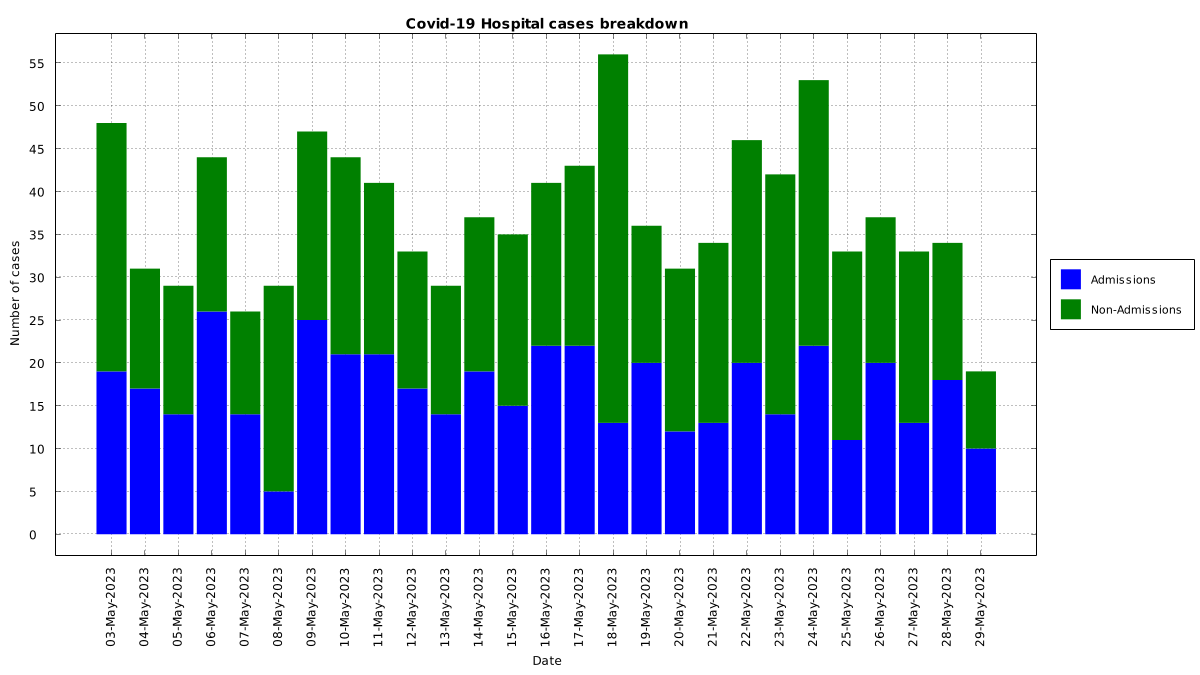 Covid-19 Hospital cases breakdown
55
50
45
40
35
30
25
20
15
10
5
0
Number of cases
03-May-2023
04-May-2023
05-May-2023
06-May-2023
07-May-2023
08-May-2023
09-May-2023
10-May-2023
11-May-2023
12-May-2023
13-May-2023
14-May-2023
15-May-2023
16-May-2023
17-May-2023
18-May-2023
19-May-2023
20-May-2023
21-May-2023
22-May-2023
23-May-2023
24-May-2023
25-May-2023
26-May-2023
27-May-2023
28-May-2023
29-May-2023
Date
Admissions
Non-Admissions